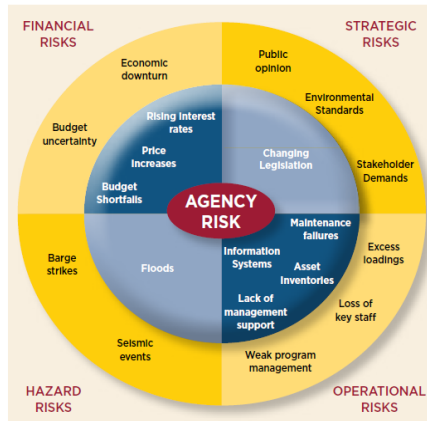 FINANCIAL
RISKS
STRATEGIC
RISKS
Economic
downturn
Budget
uncertainty
Rising Interest
rates
Price
Increases
Budget
Shortfalls
Public
opinion
Environmental
Standards
Stakeholder
Demands
Changing
Legislation
AGENCY
RISK
Barge
strikes
Floods
Seismic
events
Maintenance
failures
Information
Systems
Asset
Inventories
Lack of
management
support
Excess
loadings
Loss of
key staff
Weak program
management
HAZARD
RISKS
OPERATIONAL
RISKS